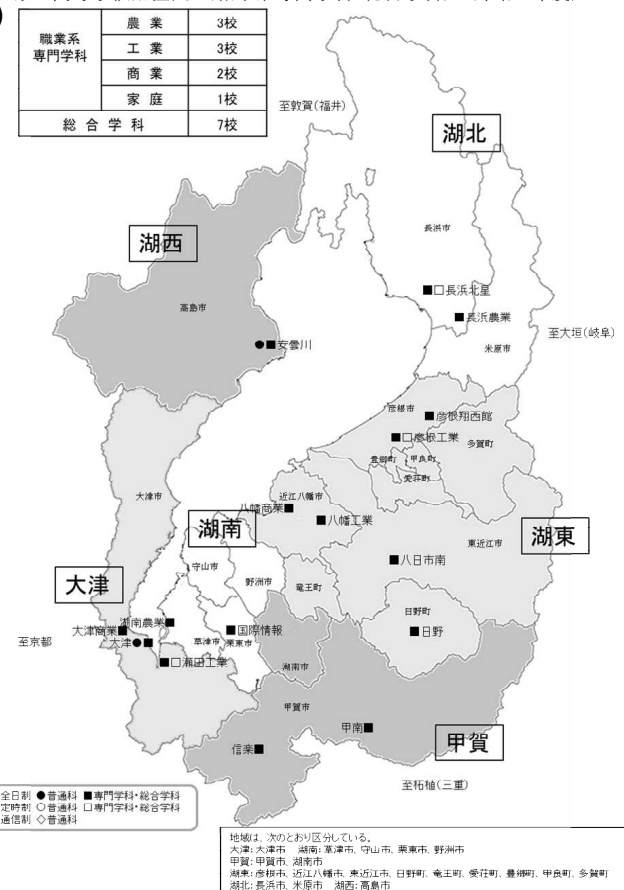 職業系専門学科 農業 3校
工業 3校
商業 2校
家庭 1校
総合学科 7校
至敦賀(福井)
湖北
長浜市
湖西
高島市
■□長浜北星
■長浜農業
至大垣(岐阜)
米原市
●■安曇川
彦根市
■彦根翔西館
■□彦根工業
多賀町
豊郷町
甲良町
愛荘町
大津市
近江八幡市
八幡商業■
■八幡工業
湖南
湖東
東近江市
守山市
■八日市南
野洲市
竜王町
大津
日野町
湖南農業■
大津商業■
■国際情報
■日野
至京都
大津●■
草津市
栗東市
■□瀬田工業
湖南市
甲賀市
甲南■
甲賀
信楽■
至柘植(三重)
全日制 ●普通科 ■専門学科・総合学科
定時制 ○普通科 □専門学科・総合学科
通信制 ◇普通科
地域は、次のとおり区分している。
大津:大津市 湖南:草津市、守山市、栗東市、野洲市
甲賀:甲賀市、湖南市
湖東:彦根市、近江八幡市、東近江市、日野町、竜王町、愛荘町、豊郷町、甲良町、多賀町
湖北:長浜市、米原市 湖西:高島市